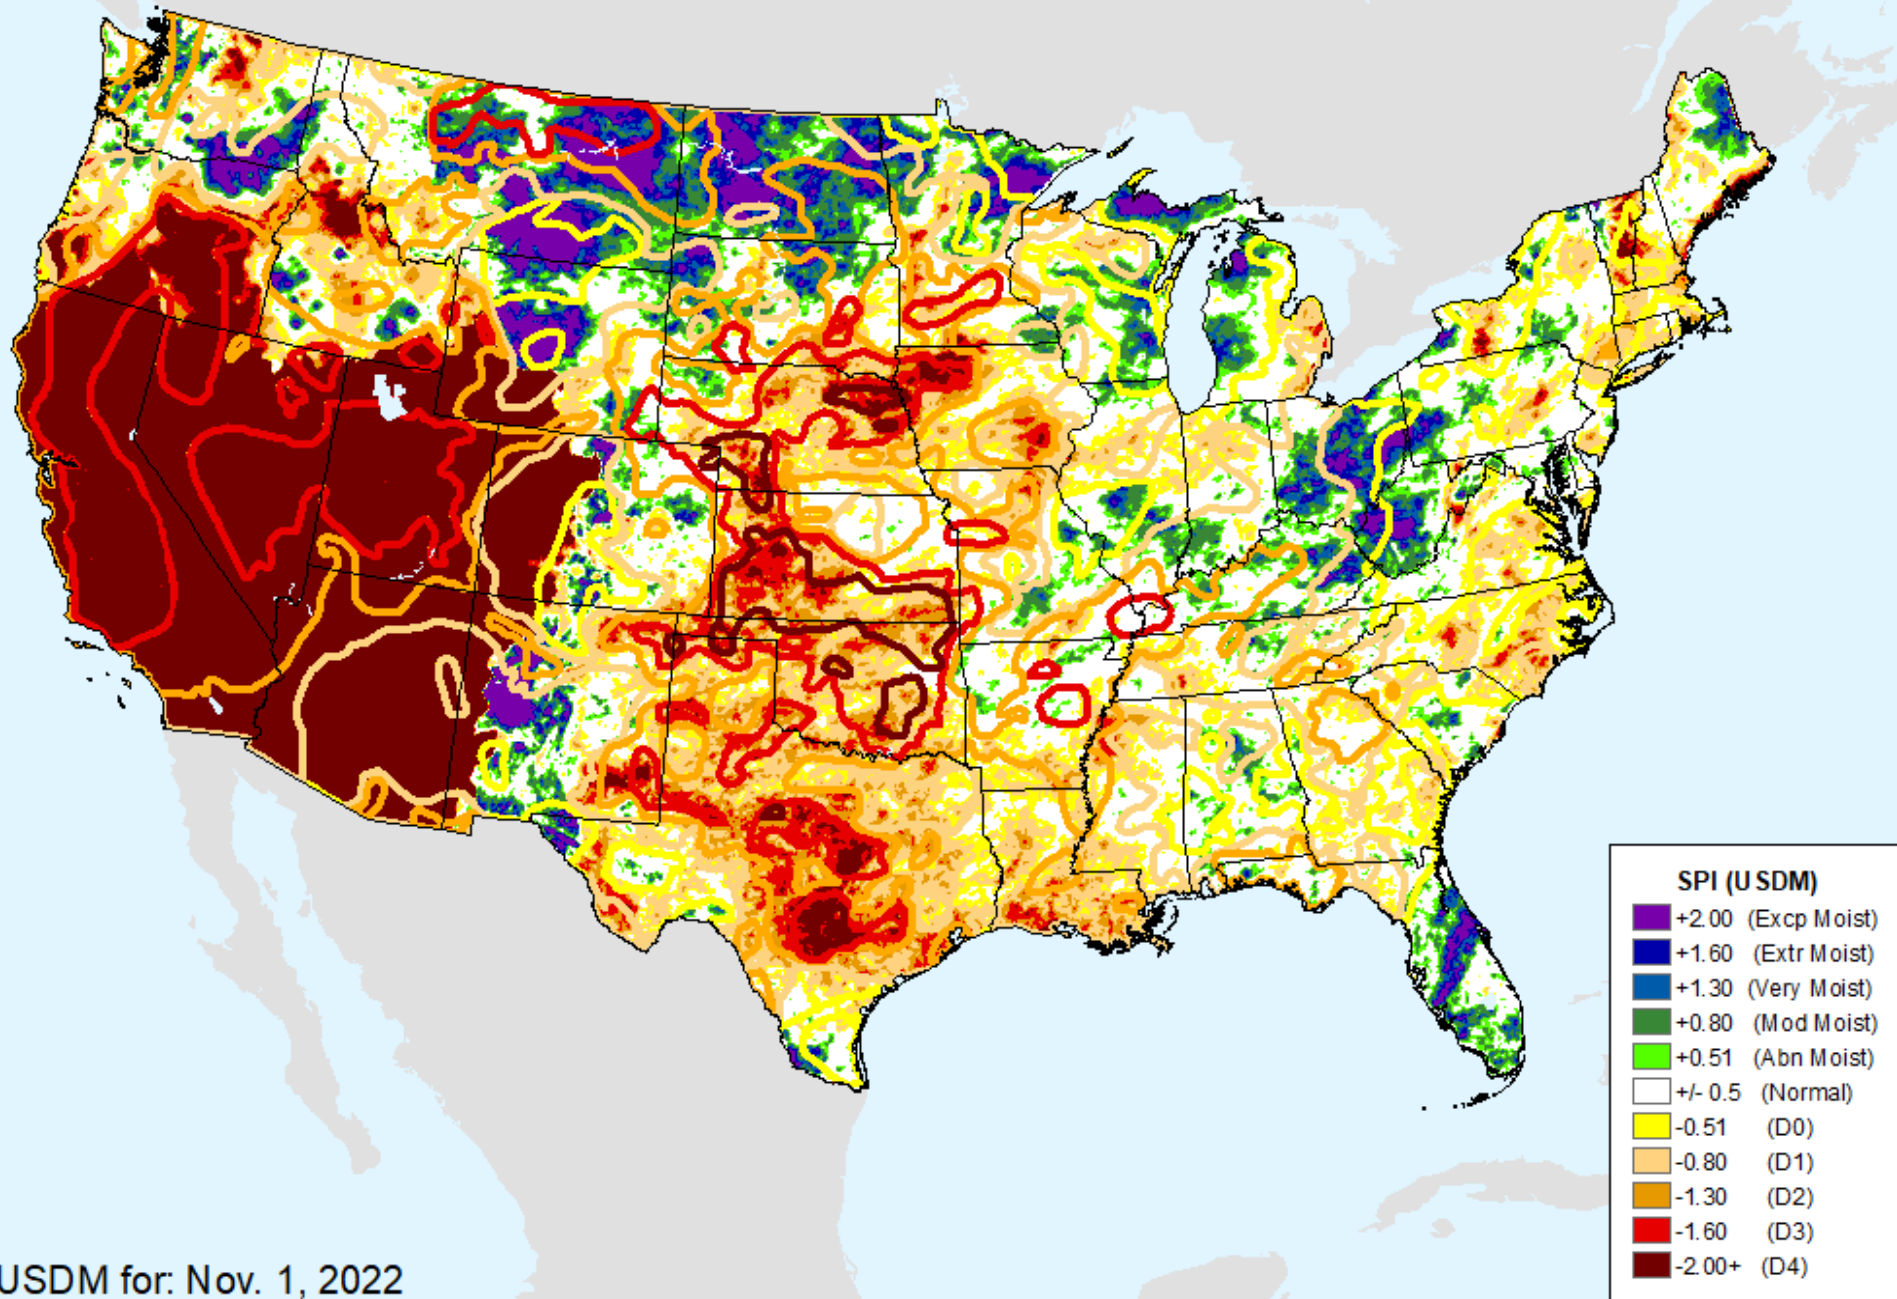 SPI (USDM)
+2.00 (Excp Moist)
+1.60 (Extr Moist)
+1.30 (Very Moist)
+0.80 (Mod Moist)
+0.51 (Abn Moist)
+/- 0.5 (Normal)
-0.51 (D0)
-0.80 (D1)
-1.30 (D2)
-1.60 (D3)
-2.00+ (D4)
USDM for: Nov. 1, 2022